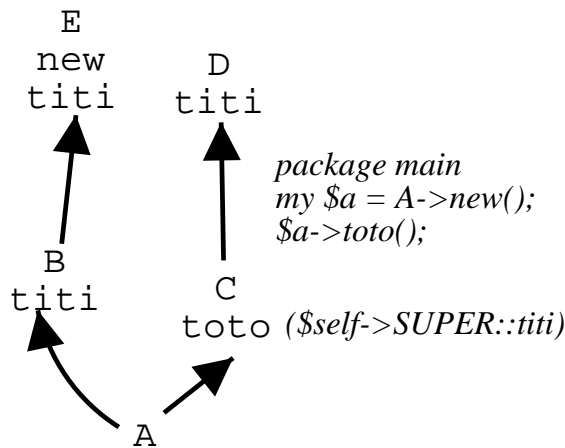 E
new
titi
D
titi
package main
my $a = A->new();
$a->toto();
B
titi
C
toto ($self->SUPER::titi)
A